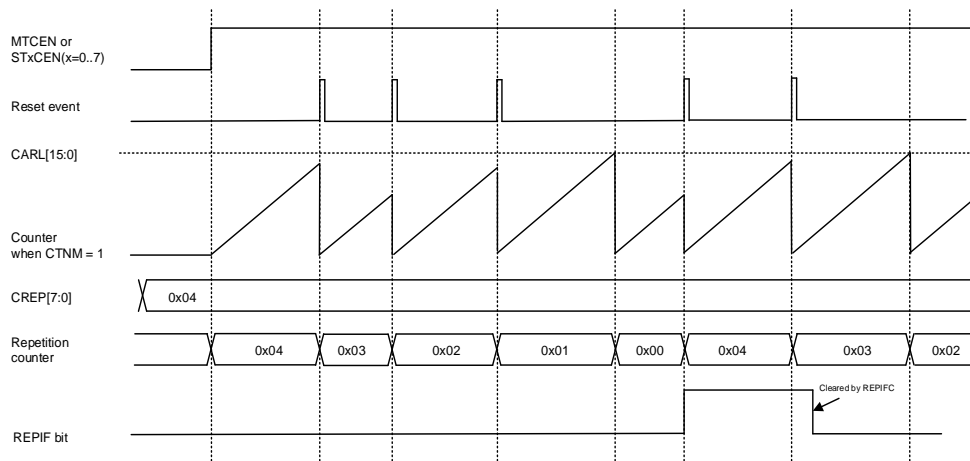 MTCEN or
STxCEN(x=0..7)
Reset event
CARL[15:0]
Counter
when CTNM = 1
CREP[7:0]
0x04
Repetition
counter
0x04
0x03
0x02
0x01
0x00
0x04
0x03
0x02
Cleared by REPIFC
REPIF bit